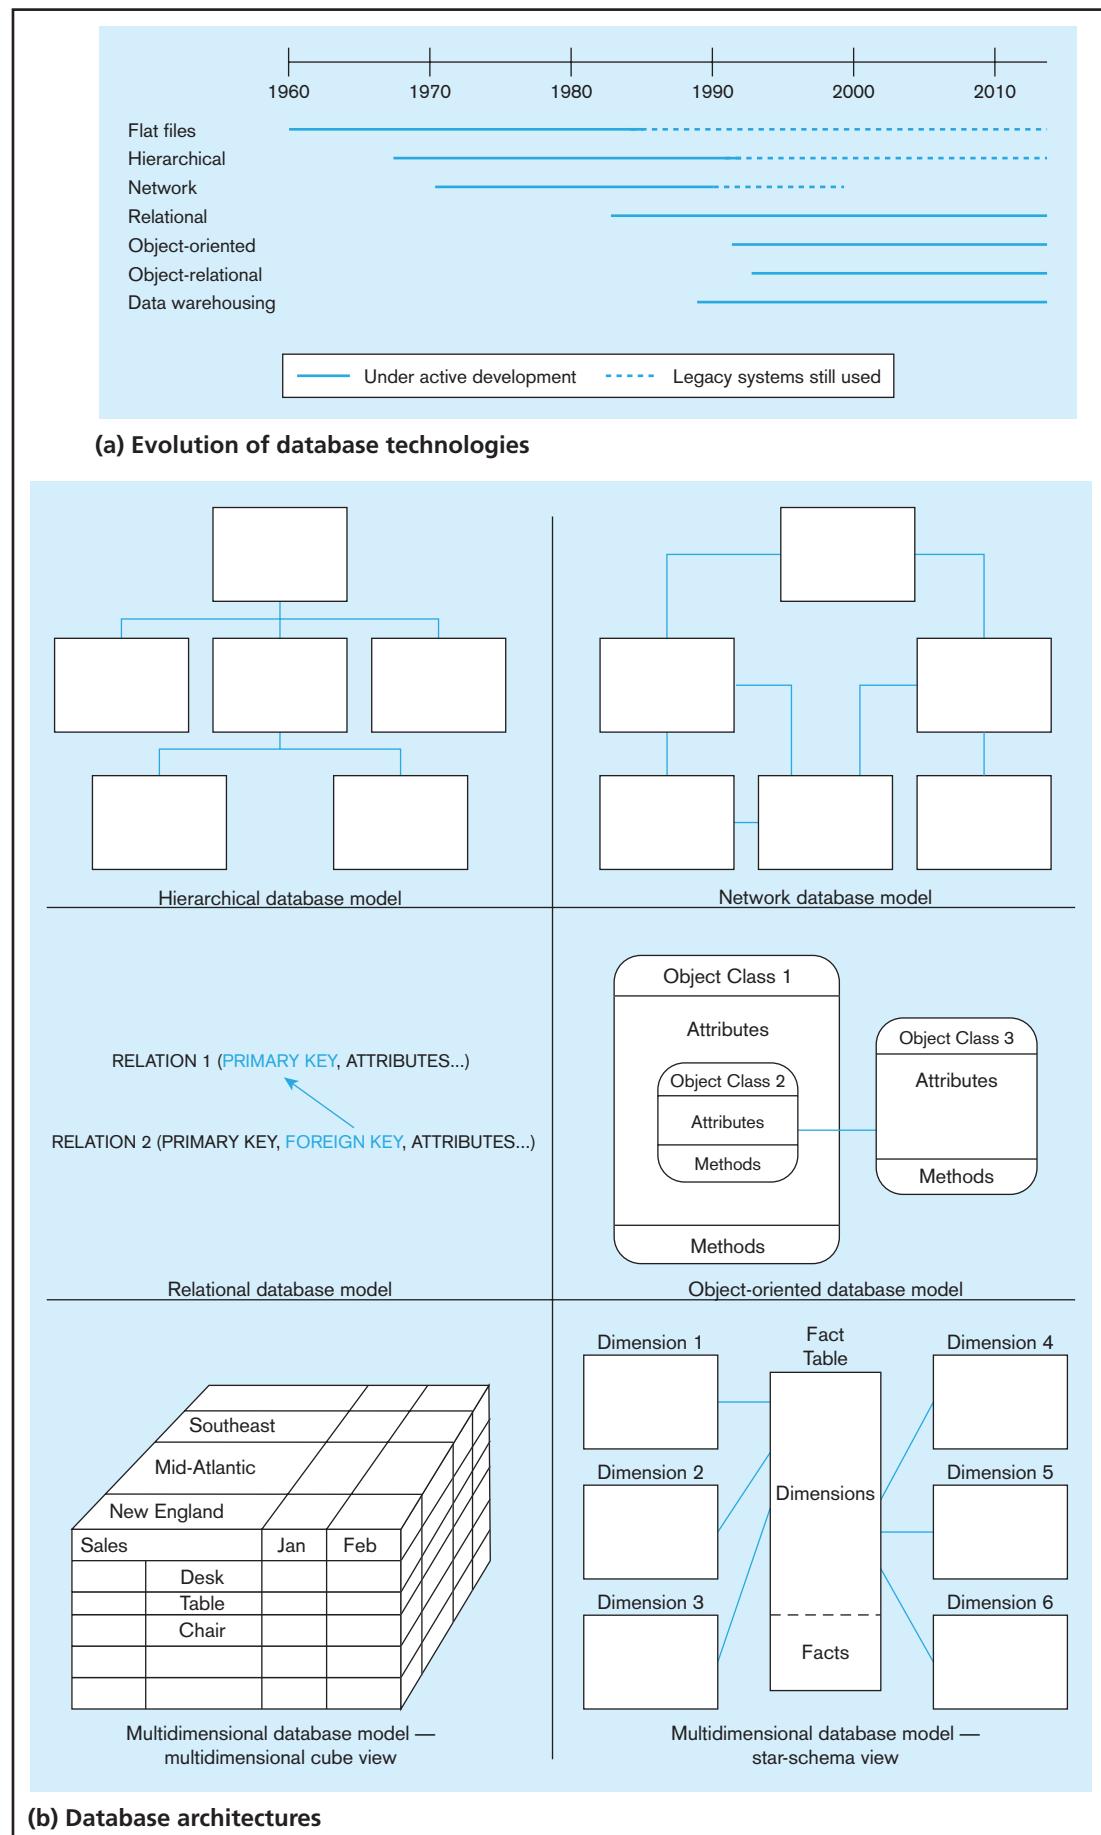 1960 1970 1980 1990 2000 2010
Flat files
Hierarchical
Network
Relational
Object-oriented
Object-relational
Data warehousing
Under active development Legacy systems still used
(a) Evolution of database technologies
Hierarchical database model
Network database model
RELATION 1 (PRIMARY KEY, ATTRIBUTES...)
RELATION 2 (PRIMARY KEY, FOREIGN KEY, ATTRIBUTES...)
Relational database model
Object Class 1
Attributes
Object Class 2
Attributes
Methods
Methods
Object Class 3
Attributes
Methods
Object-oriented database model
Southeast
Mid-Atlantic
New England
Sales Jan Feb
Desk
Table
Chair
Multidimensional database model —
multidimensional cube view
Dimension 1
Dimension 2
Dimension 3
Fact
Table
Dimensions
Facts
Dimension 4
Dimension 5
Dimension 6
Multidimensional database model —
star-schema view
(b) Database architectures